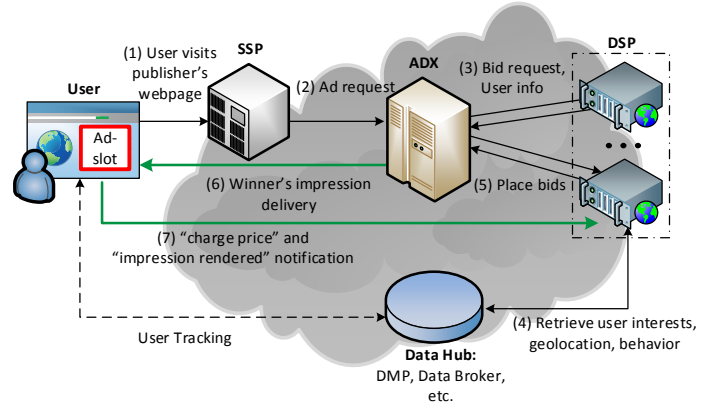 (1) User visits
publisher's
webpage
SSP
ADX
DSP
User
(2) Ad request
(3) Bid request,
User info
Ad-
slot
(6) Winner's impression
delivery
(5) Place bids
(7) "charge price" and
"impression rendered" notification
User Tracking
(4) Retrieve user interests,
geolocation, behavior
Data Hub:
DMP, Data Broker,
etc.